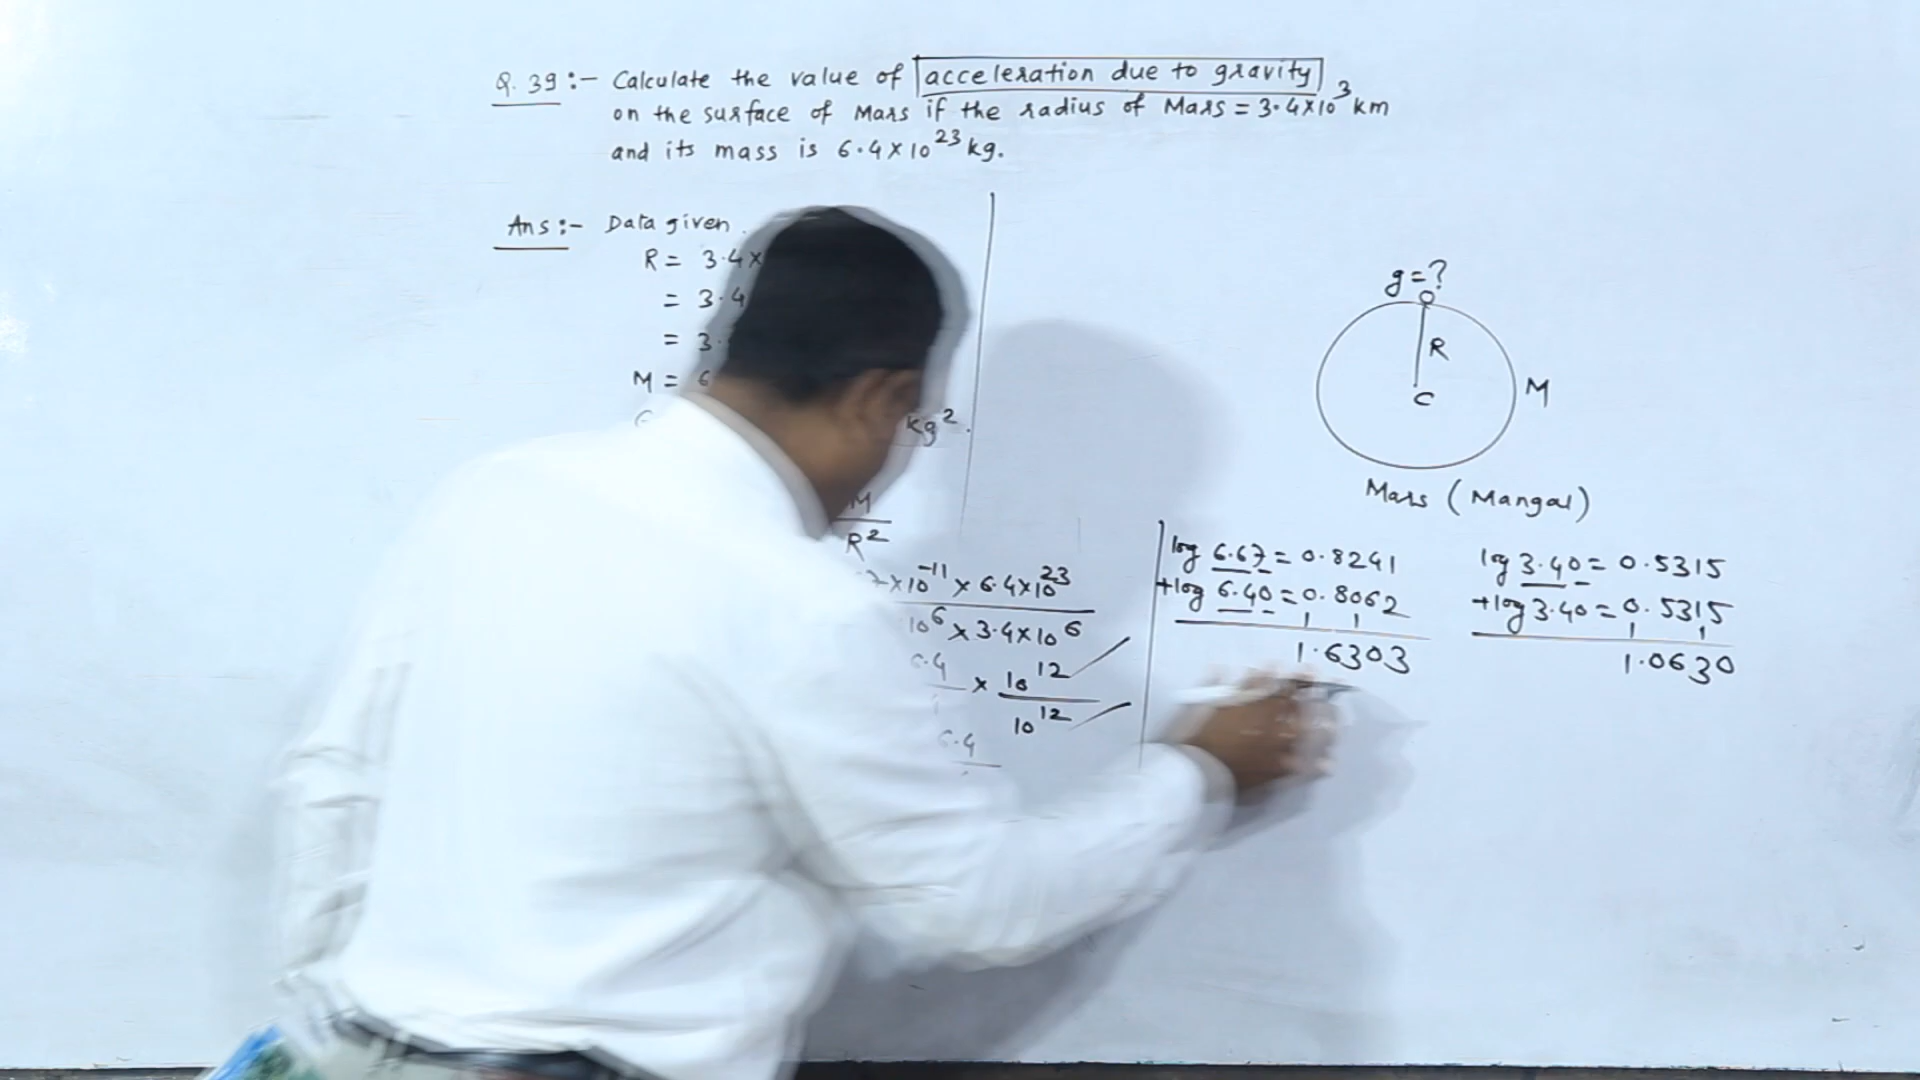 Q. 39 :- Calculate the value of acceleration due to gravity
on the surface of Mars if the radius of Mars = 3.4×10³ km
and its mass is 6.4×10²³ kg.
Ans :- Data given.
R = 3.4×
= 3.4
= 3.
M = 6
kg².
M
R²
×10⁻¹¹ × 6.4×10²³
10⁶ × 3.4×10⁶
6.4 × 10¹²
10¹²
6.4
g=?
R
C
M
Mars (Mangal)
log 6.67 = 0.8241
+log 6.40 = 0.8062
1.6303
log 3.40 = 0.5315
+log 3.40 = 0.5315
1.0630